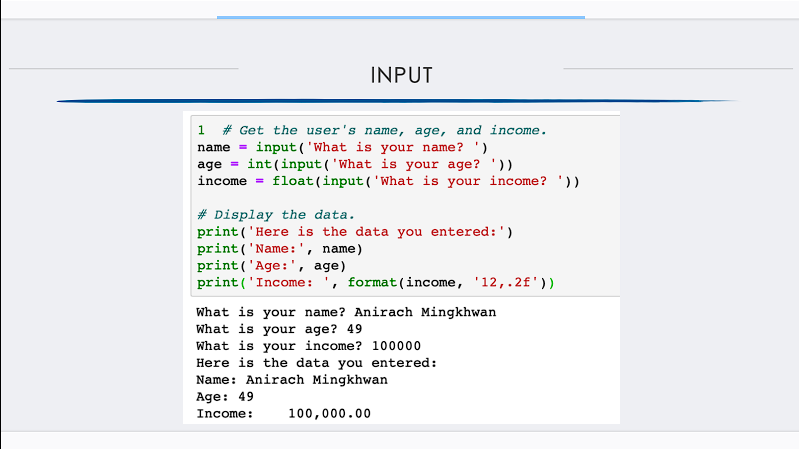 INPUT
1  # Get the user's name, age, and income.
name = input('What is your name? ')
age = int(input('What is your age? '))
income = float(input('What is your income? '))
# Display the data.
print('Here is the data you entered:')
print('Name:', name)
print('Age:', age)
print('Income: ', format(income, '12,.2f'))
What is your name? Anirach Mingkhwan
What is your age? 49
What is your income? 100000
Here is the data you entered:
Name: Anirach Mingkhwan
Age: 49
Income:    100,000.00